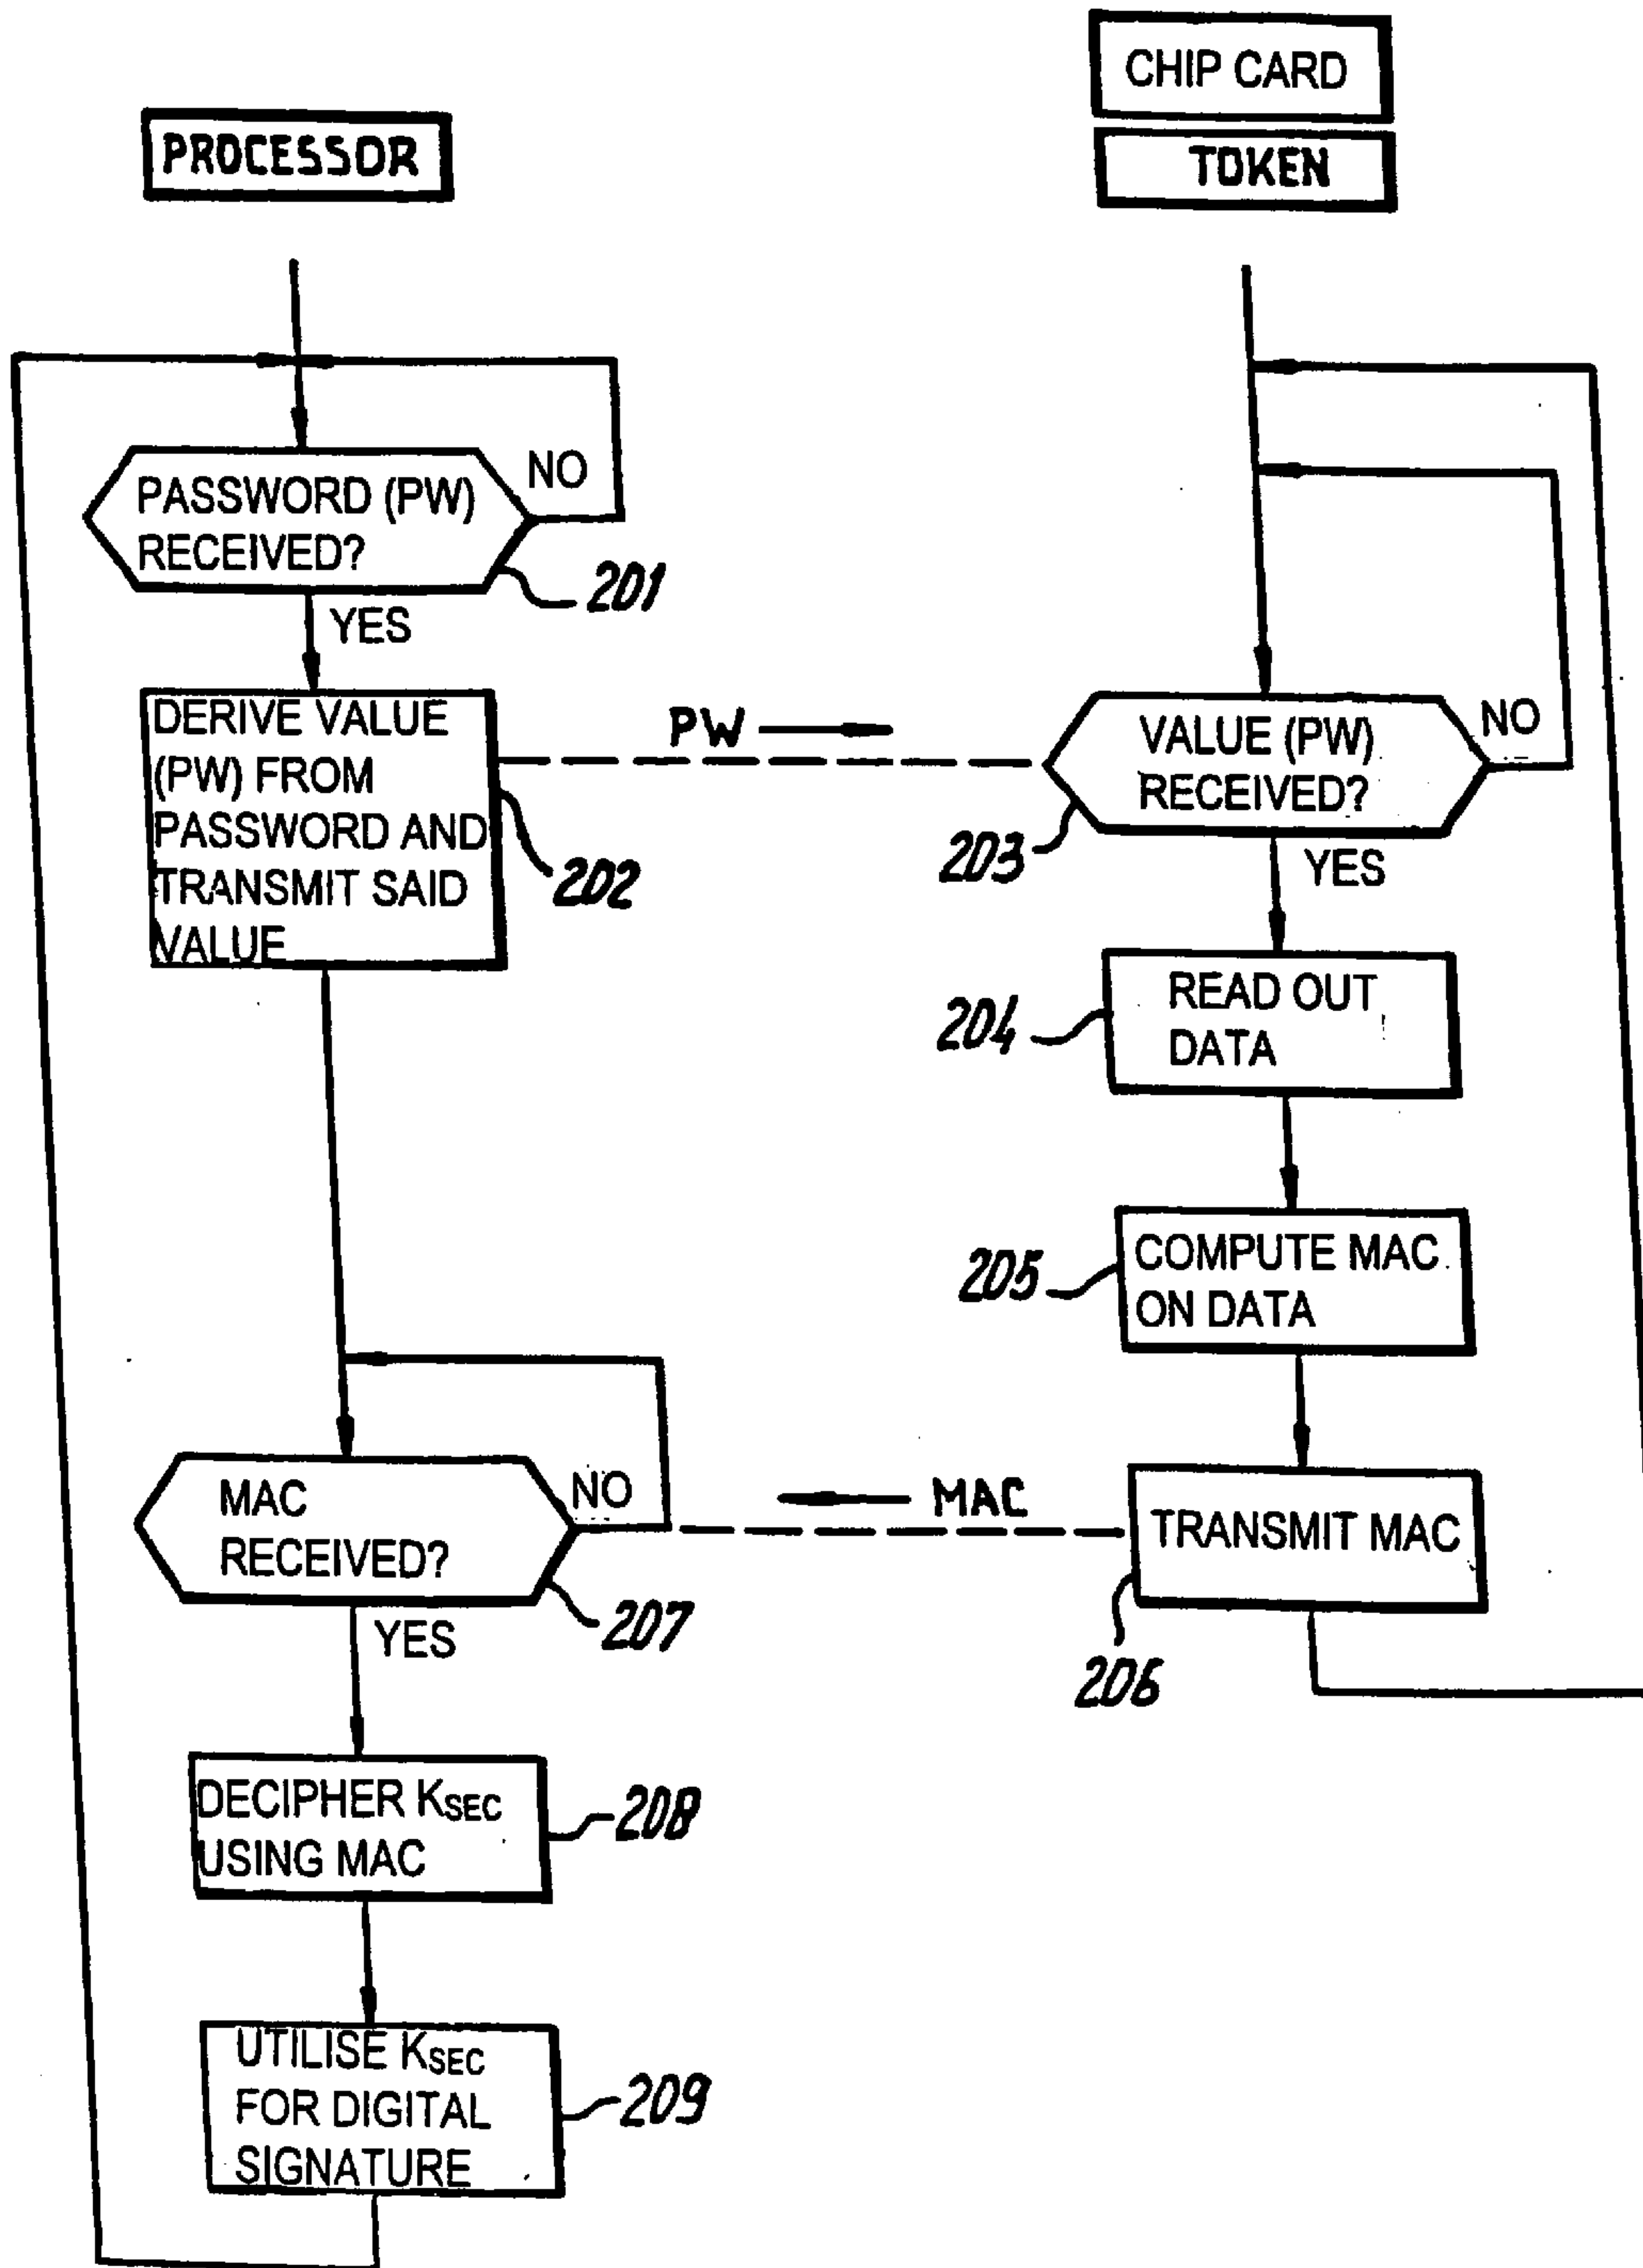 CHIP CARD
PROCESSOR
TOKEN
PASSWORD (PW)
RECEIVED?
NO
201
YES
DERIVE VALUE
(PW) FROM
PASSWORD AND
TRANSMIT SAID
VALUE
202
PW
VALUE (PW)
RECEIVED?
NO
203
YES
READ OUT
DATA
204
COMPUTE MAC
ON DATA
205
TRANSMIT MAC
206
MAC
MAC
RECEIVED?
NO
207
YES
DECIPHER KSEC
USING MAC
208
UTILISE KSEC
FOR DIGITAL
SIGNATURE
209